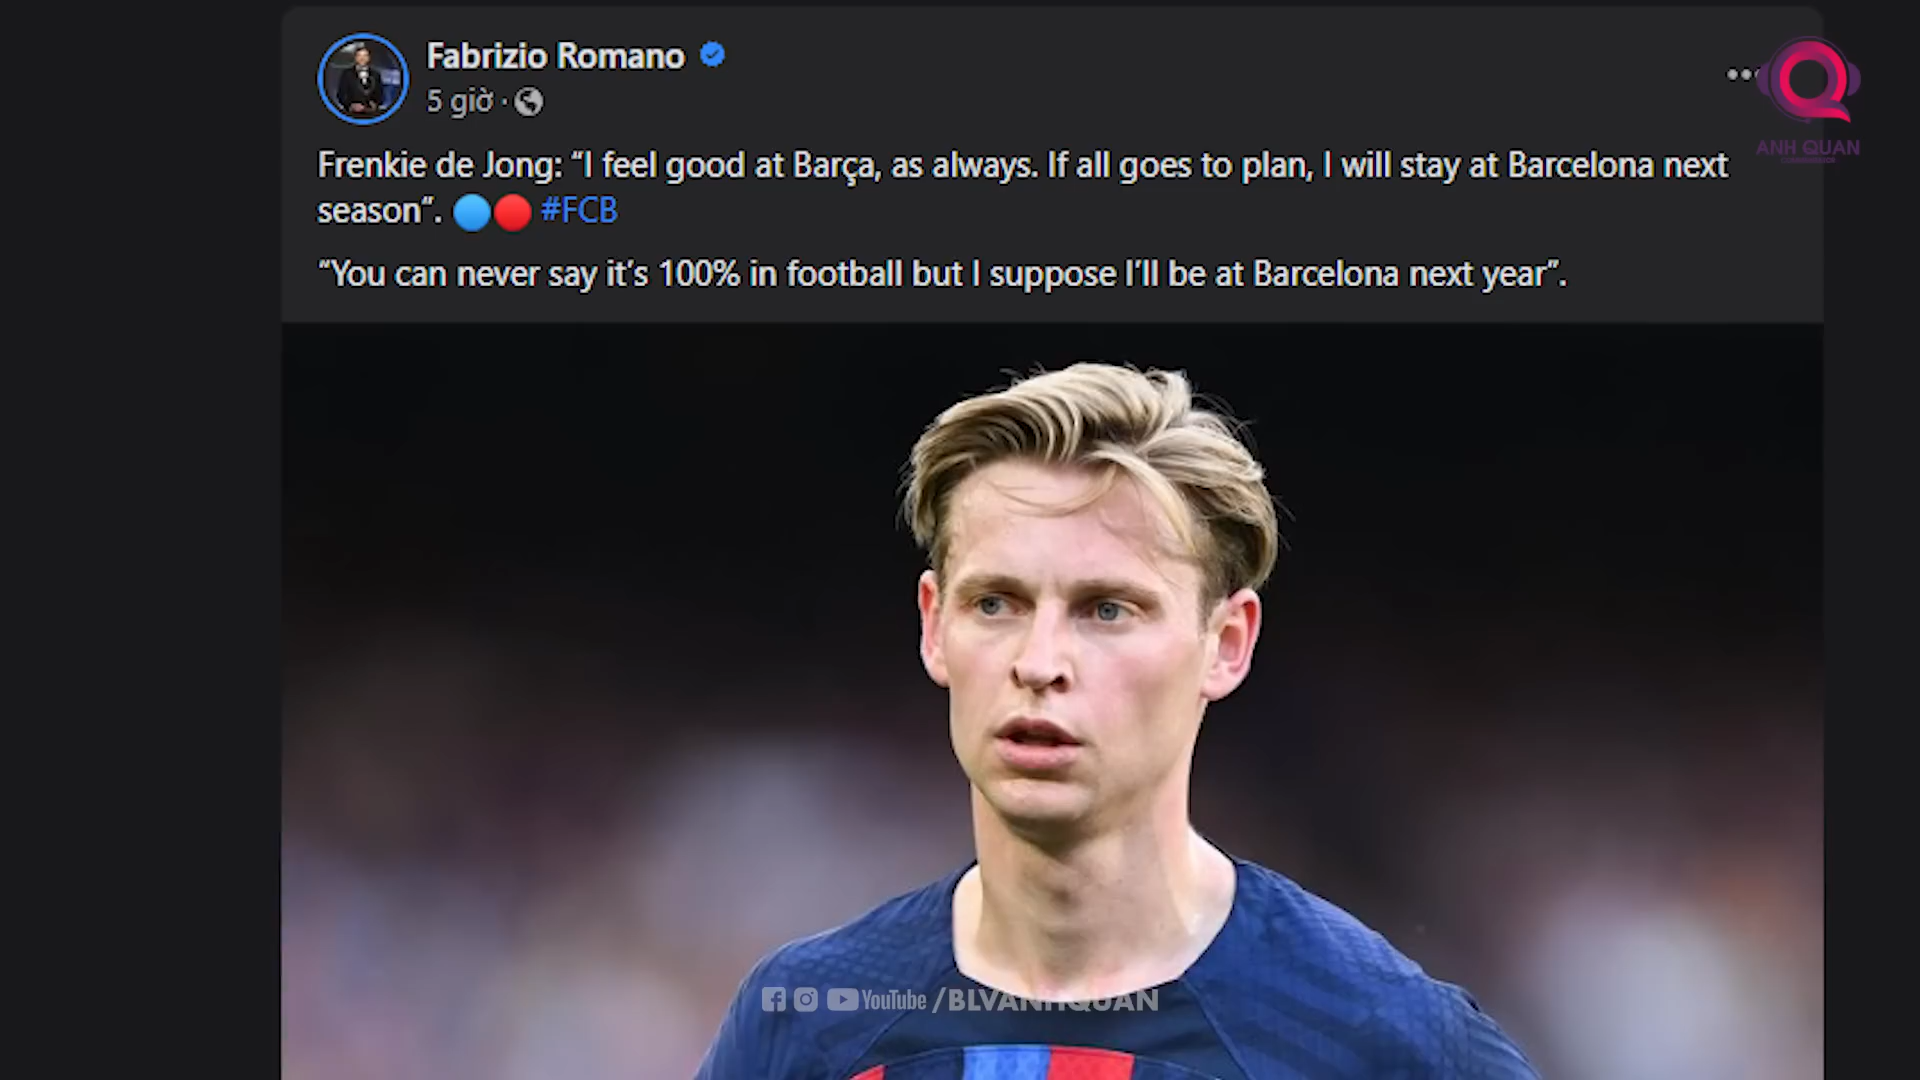 Fabrizio Romano
5 giờ ·
Frenkie de Jong: “I feel good at Barça, as always. If all goes to plan, I will stay at Barcelona next
season”. 🔵🔴 #FCB
“You can never say it’s 100% in football but I suppose I’ll be at Barcelona next year”.
ANH QUAN
YouTube /BLVANHQUAN